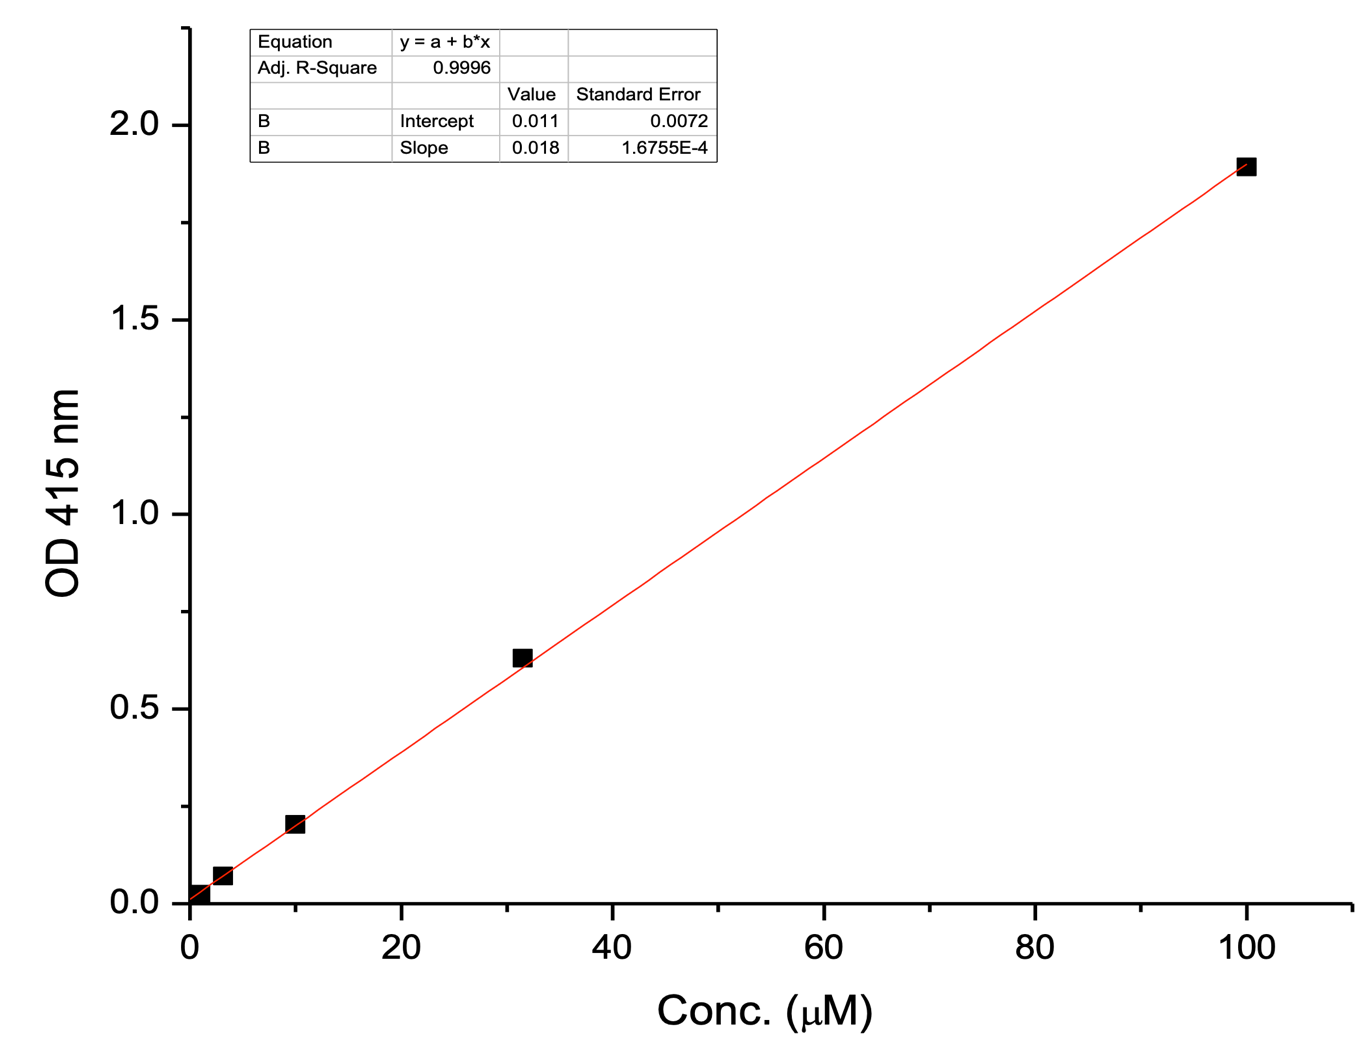 Equation y = a + b*x
Adj. R-Square 0.9996
Value Standard Error
B Intercept 0.011 0.0072
B Slope 0.018 1.6755E-4
2.0
1.5
1.0
0.5
0.0
OD 415 nm
0 20 40 60 80 100
Conc. (μM)